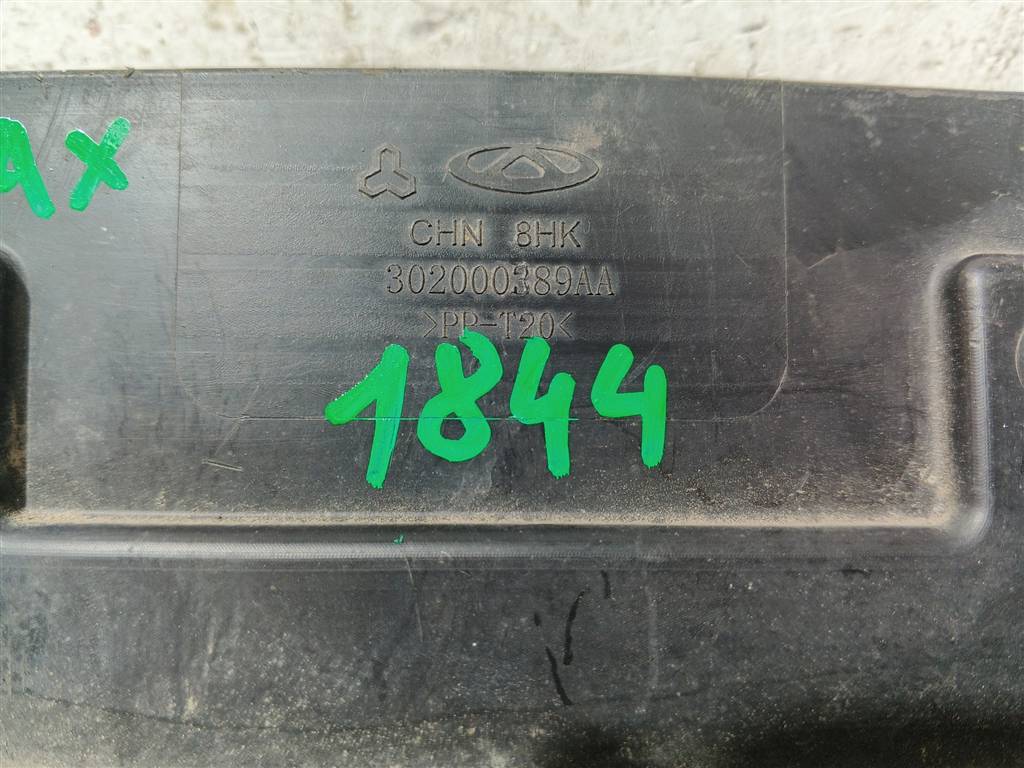 AX
CHN 8HK
302000389AA
>PP-T20<
1844